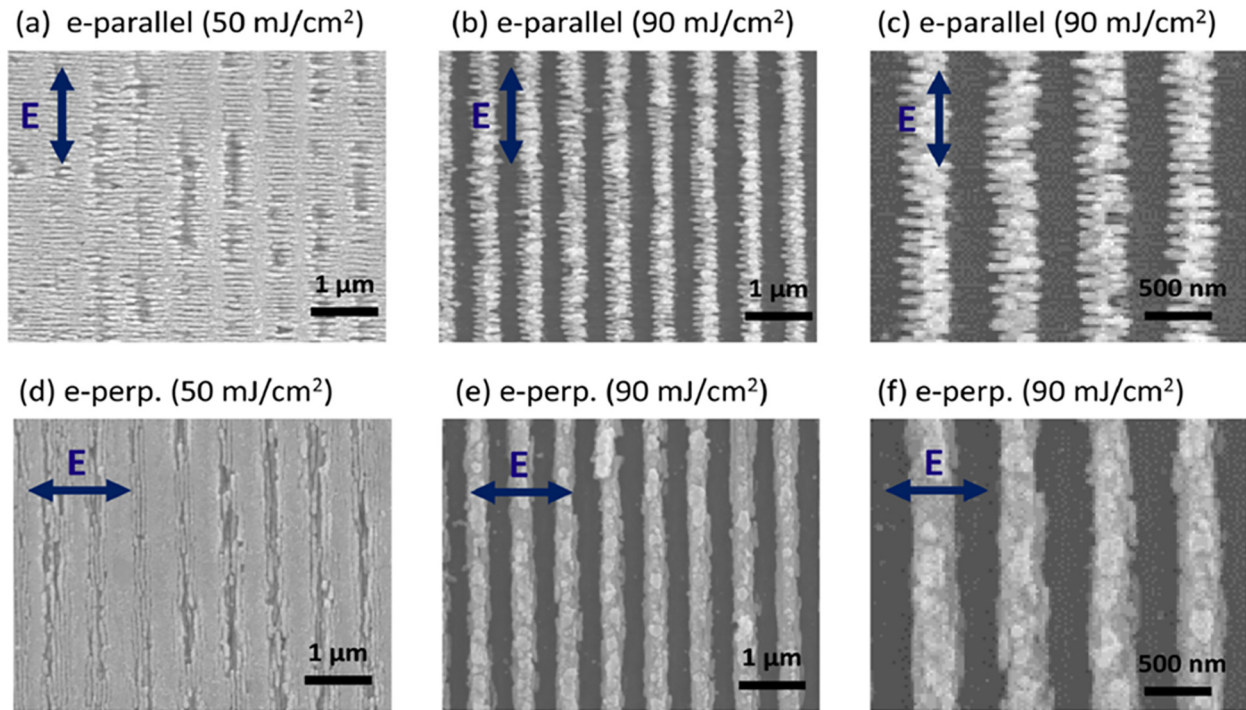 (a) e-parallel (50 mJ/cm²)
(b) e-parallel (90 mJ/cm²)
(c) e-parallel (90 mJ/cm²)
E
E
E
1 μm
1 μm
500 nm
(d) e-perp. (50 mJ/cm²)
(e) e-perp. (90 mJ/cm²)
(f) e-perp. (90 mJ/cm²)
E
E
E
1 μm
1 μm
500 nm